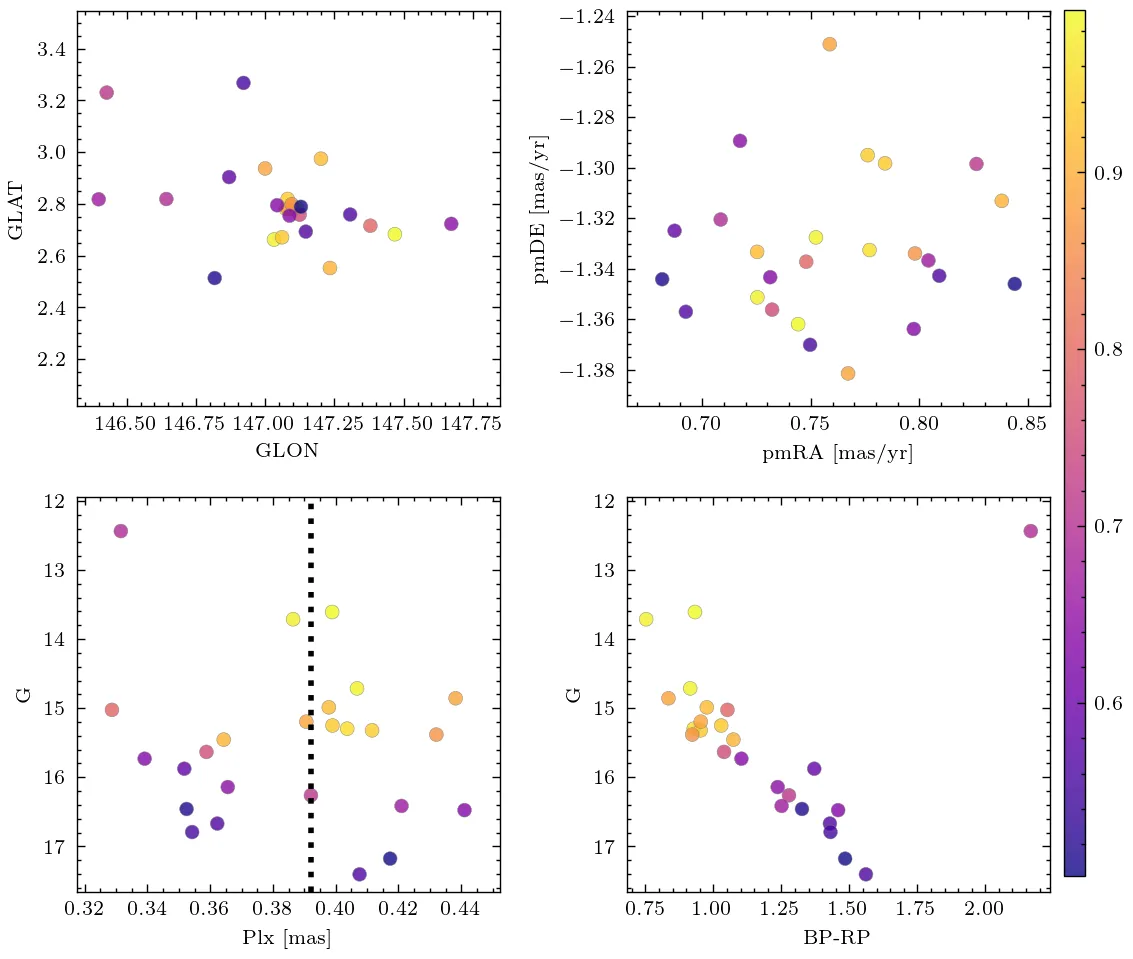 3.4
3.2
3.0
2.8
2.6
2.4
2.2
GLAT
146.50 146.75 147.00 147.25 147.50 147.75
GLON
−1.24
−1.26
−1.28
−1.30
−1.32
−1.34
−1.36
−1.38
pmDE [mas/yr]
0.70 0.75 0.80 0.85
pmRA [mas/yr]
0.9
0.8
0.7
0.6
12
13
14
15
16
17
G
0.32 0.34 0.36 0.38 0.40 0.42 0.44
Plx [mas]
12
13
14
15
16
17
G
0.75 1.00 1.25 1.50 1.75 2.00
BP-RP